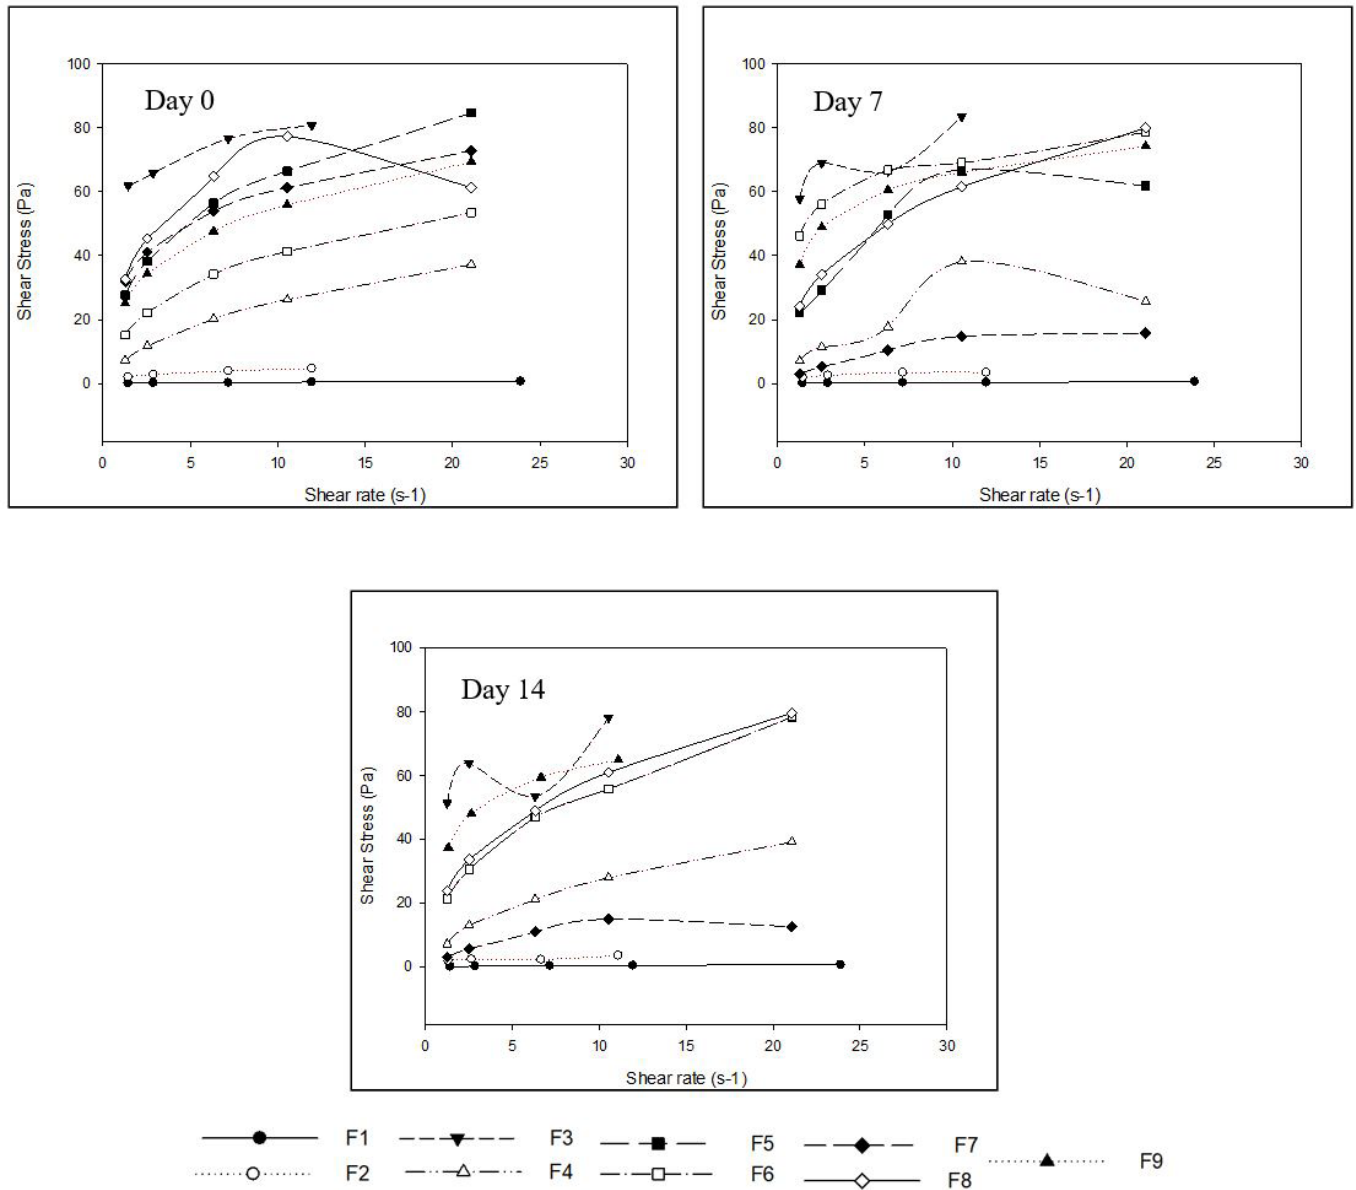 Day 0
100
80
60
40
20
0
Shear Stress (Pa)
0 5 10 15 20 25 30
Shear rate (s-1)
Day 7
100
80
60
40
20
0
Shear Stress (Pa)
0 5 10 15 20 25 30
Shear rate (s-1)
Day 14
100
80
60
40
20
0
Shear Stress (Pa)
0 5 10 15 20 25 30
Shear rate (s-1)
F1 F3 F5 F7 F9
F2 F4 F6 F8